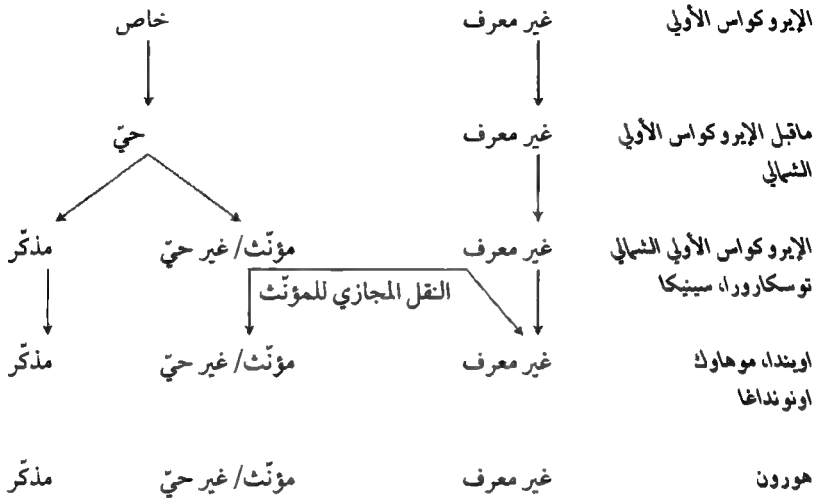 الإيروكواس الأولي غير معرف خاص
ماقبل الإيروكواس الأولي غير معرف حيّ
الشمالي
الإيروكواس الأولي الشمالي غير معرف مؤنّث/ غير حيّ مذكّر
توسكارورا، سينيكا النقل المجازي للمؤنّث
اويندا، موهاوك غير معرف مؤنّث/ غير حيّ مذكّر
اونونداغا
هورون غير معرف مؤنّث/ غير حيّ مذكّر